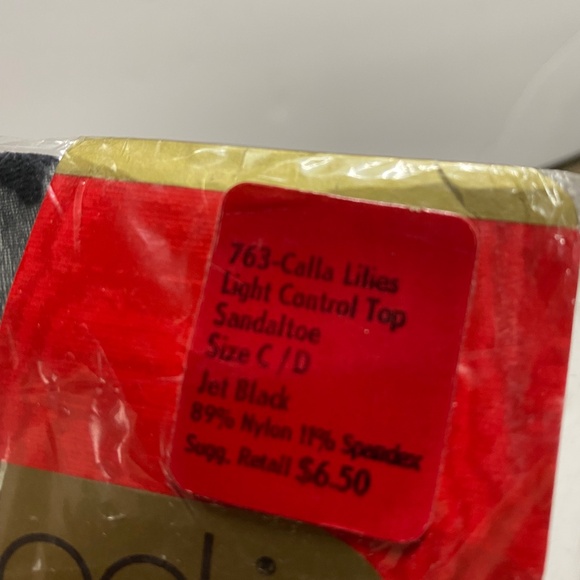 763-Calla Lilies
Light Control Top
Sandaltoe
Size C/D
Jet Black
89% Nylon 11% Spandex
Sugg. Retail $6.50